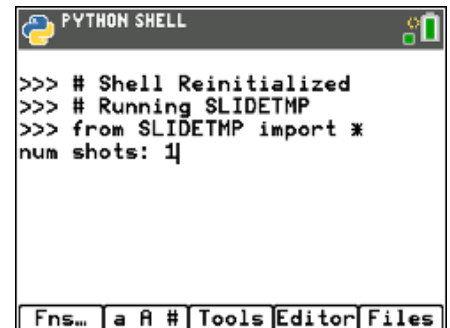 PYTHON SHELL
>>> # Shell Reinitialized
>>> # Running SLIDETMP
>>> from SLIDETMP import *
num shots: 1
Fns… a A # Tools Editor Files